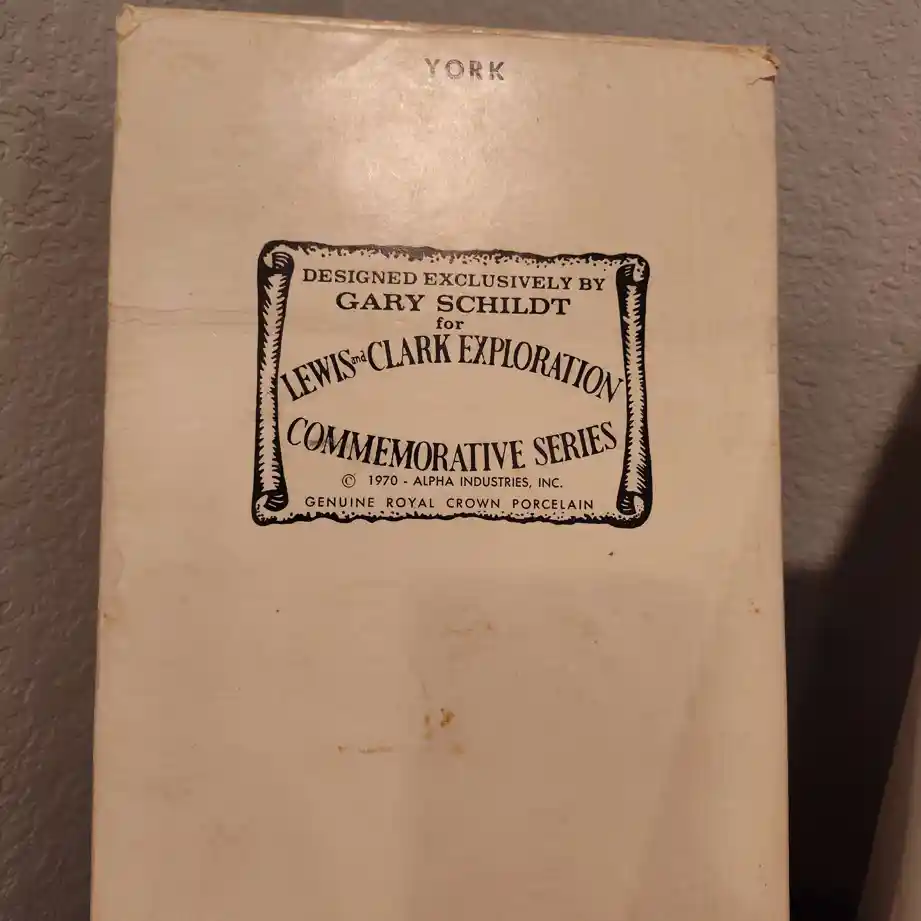 YORK
DESIGNED EXCLUSIVELY BY
GARY SCHILDT
for
LEWIS and CLARK EXPLORATION
COMMEMORATIVE SERIES
© 1970 - ALPHA INDUSTRIES, INC.
GENUINE ROYAL CROWN PORCELAIN